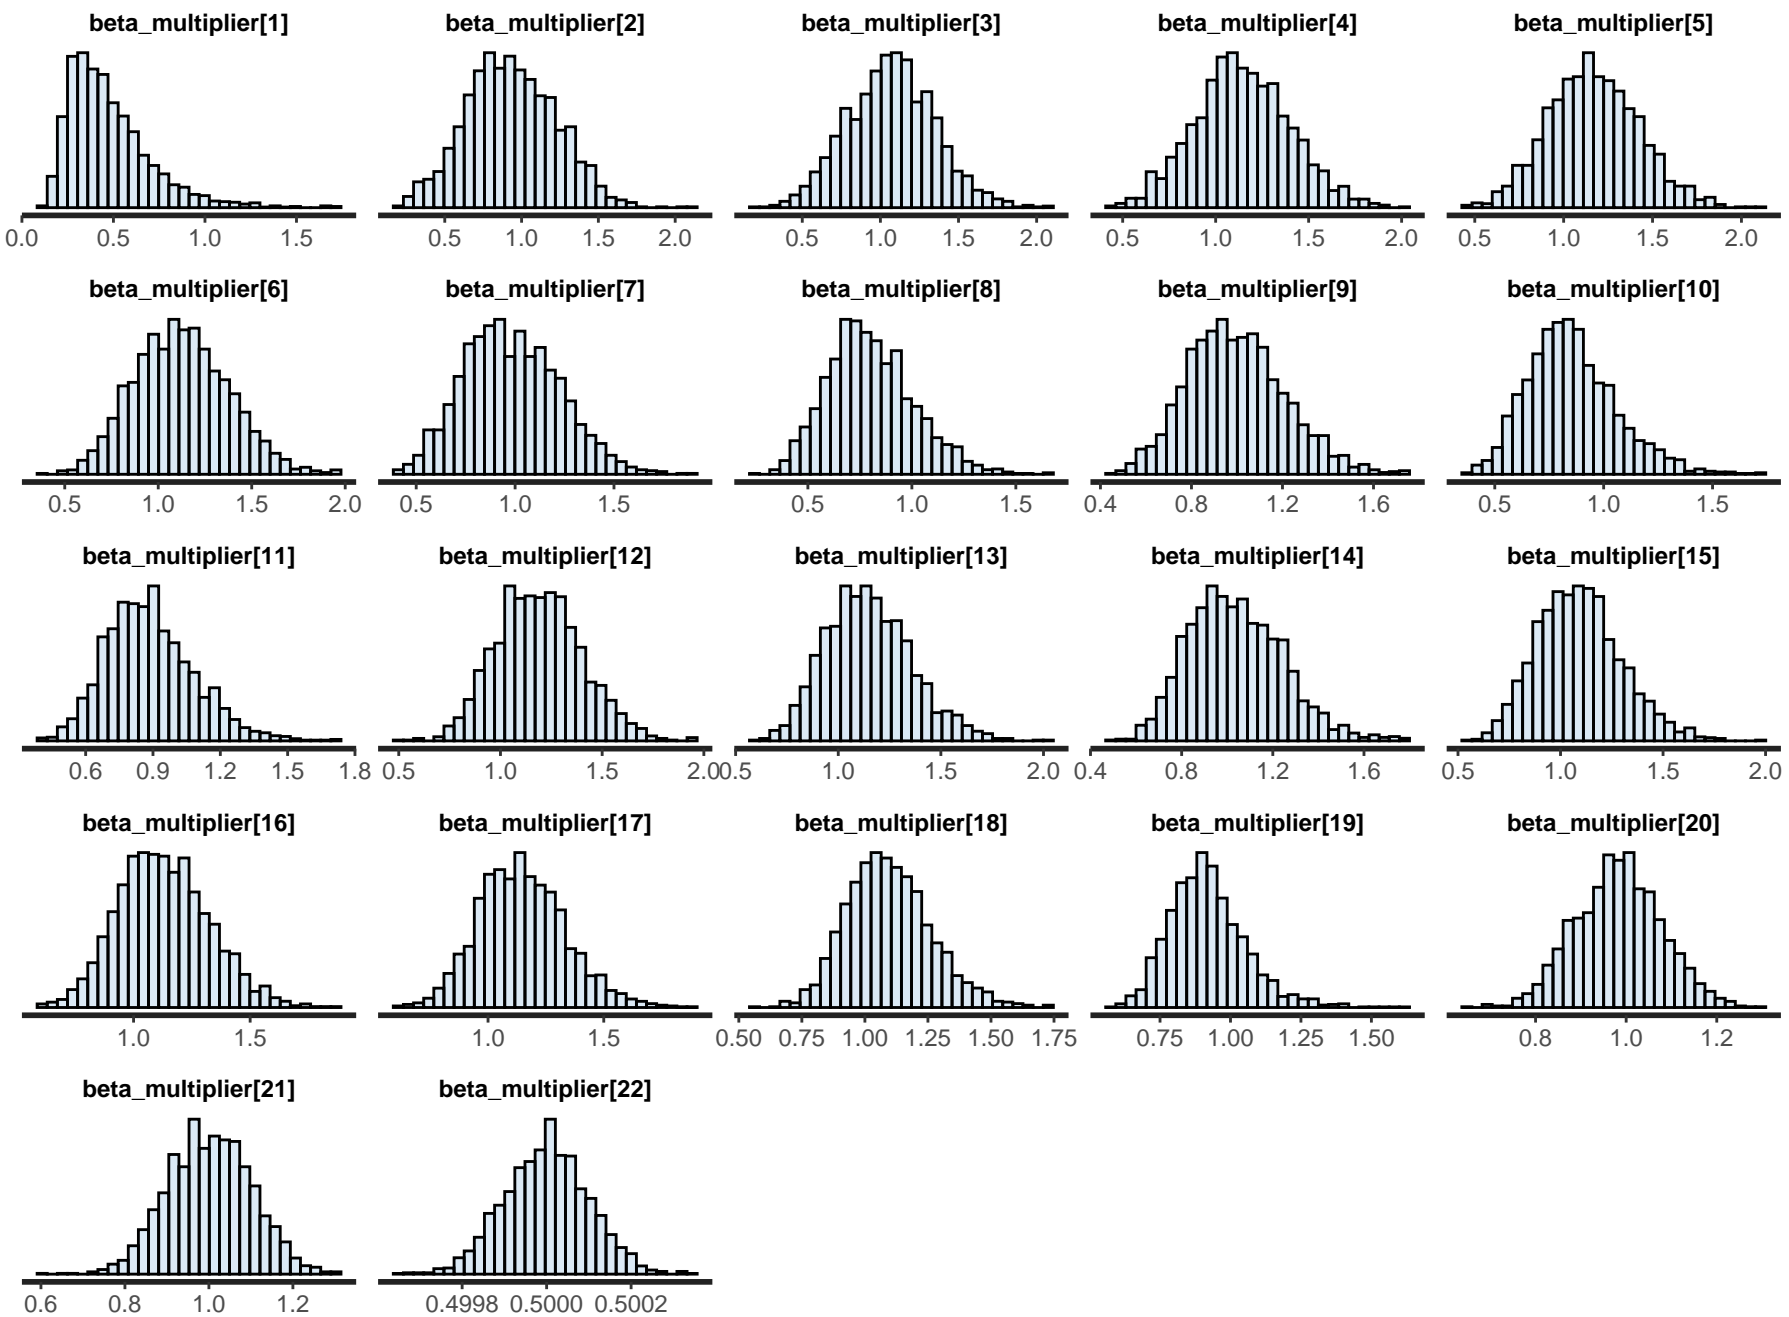 beta_multiplier[1] beta_multiplier[2] beta_multiplier[3] beta_multiplier[4] beta_multiplier[5]
0.0 0.5 1.0 1.5 0.5 1.0 1.5 2.0 0.5 1.0 1.5 2.0 0.5 1.0 1.5 2.0 0.5 1.0 1.5 2.0
beta_multiplier[6] beta_multiplier[7] beta_multiplier[8] beta_multiplier[9] beta_multiplier[10]
0.5 1.0 1.5 2.0 0.5 1.0 1.5 0.5 1.0 1.5 0.4 0.8 1.2 1.6 0.5 1.0 1.5
beta_multiplier[11] beta_multiplier[12] beta_multiplier[13] beta_multiplier[14] beta_multiplier[15]
0.6 0.9 1.2 1.5 1.8 0.5 1.0 1.5 2.0 0.5 1.0 1.5 2.0 0.4 0.8 1.2 1.6 0.5 1.0 1.5 2.0
beta_multiplier[16] beta_multiplier[17] beta_multiplier[18] beta_multiplier[19] beta_multiplier[20]
1.0 1.5 1.0 1.5 0.50 0.75 1.00 1.25 1.50 1.75 0.75 1.00 1.25 1.50 0.8 1.0 1.2
beta_multiplier[21] beta_multiplier[22]
0.6 0.8 1.0 1.2 0.4998 0.5000 0.5002